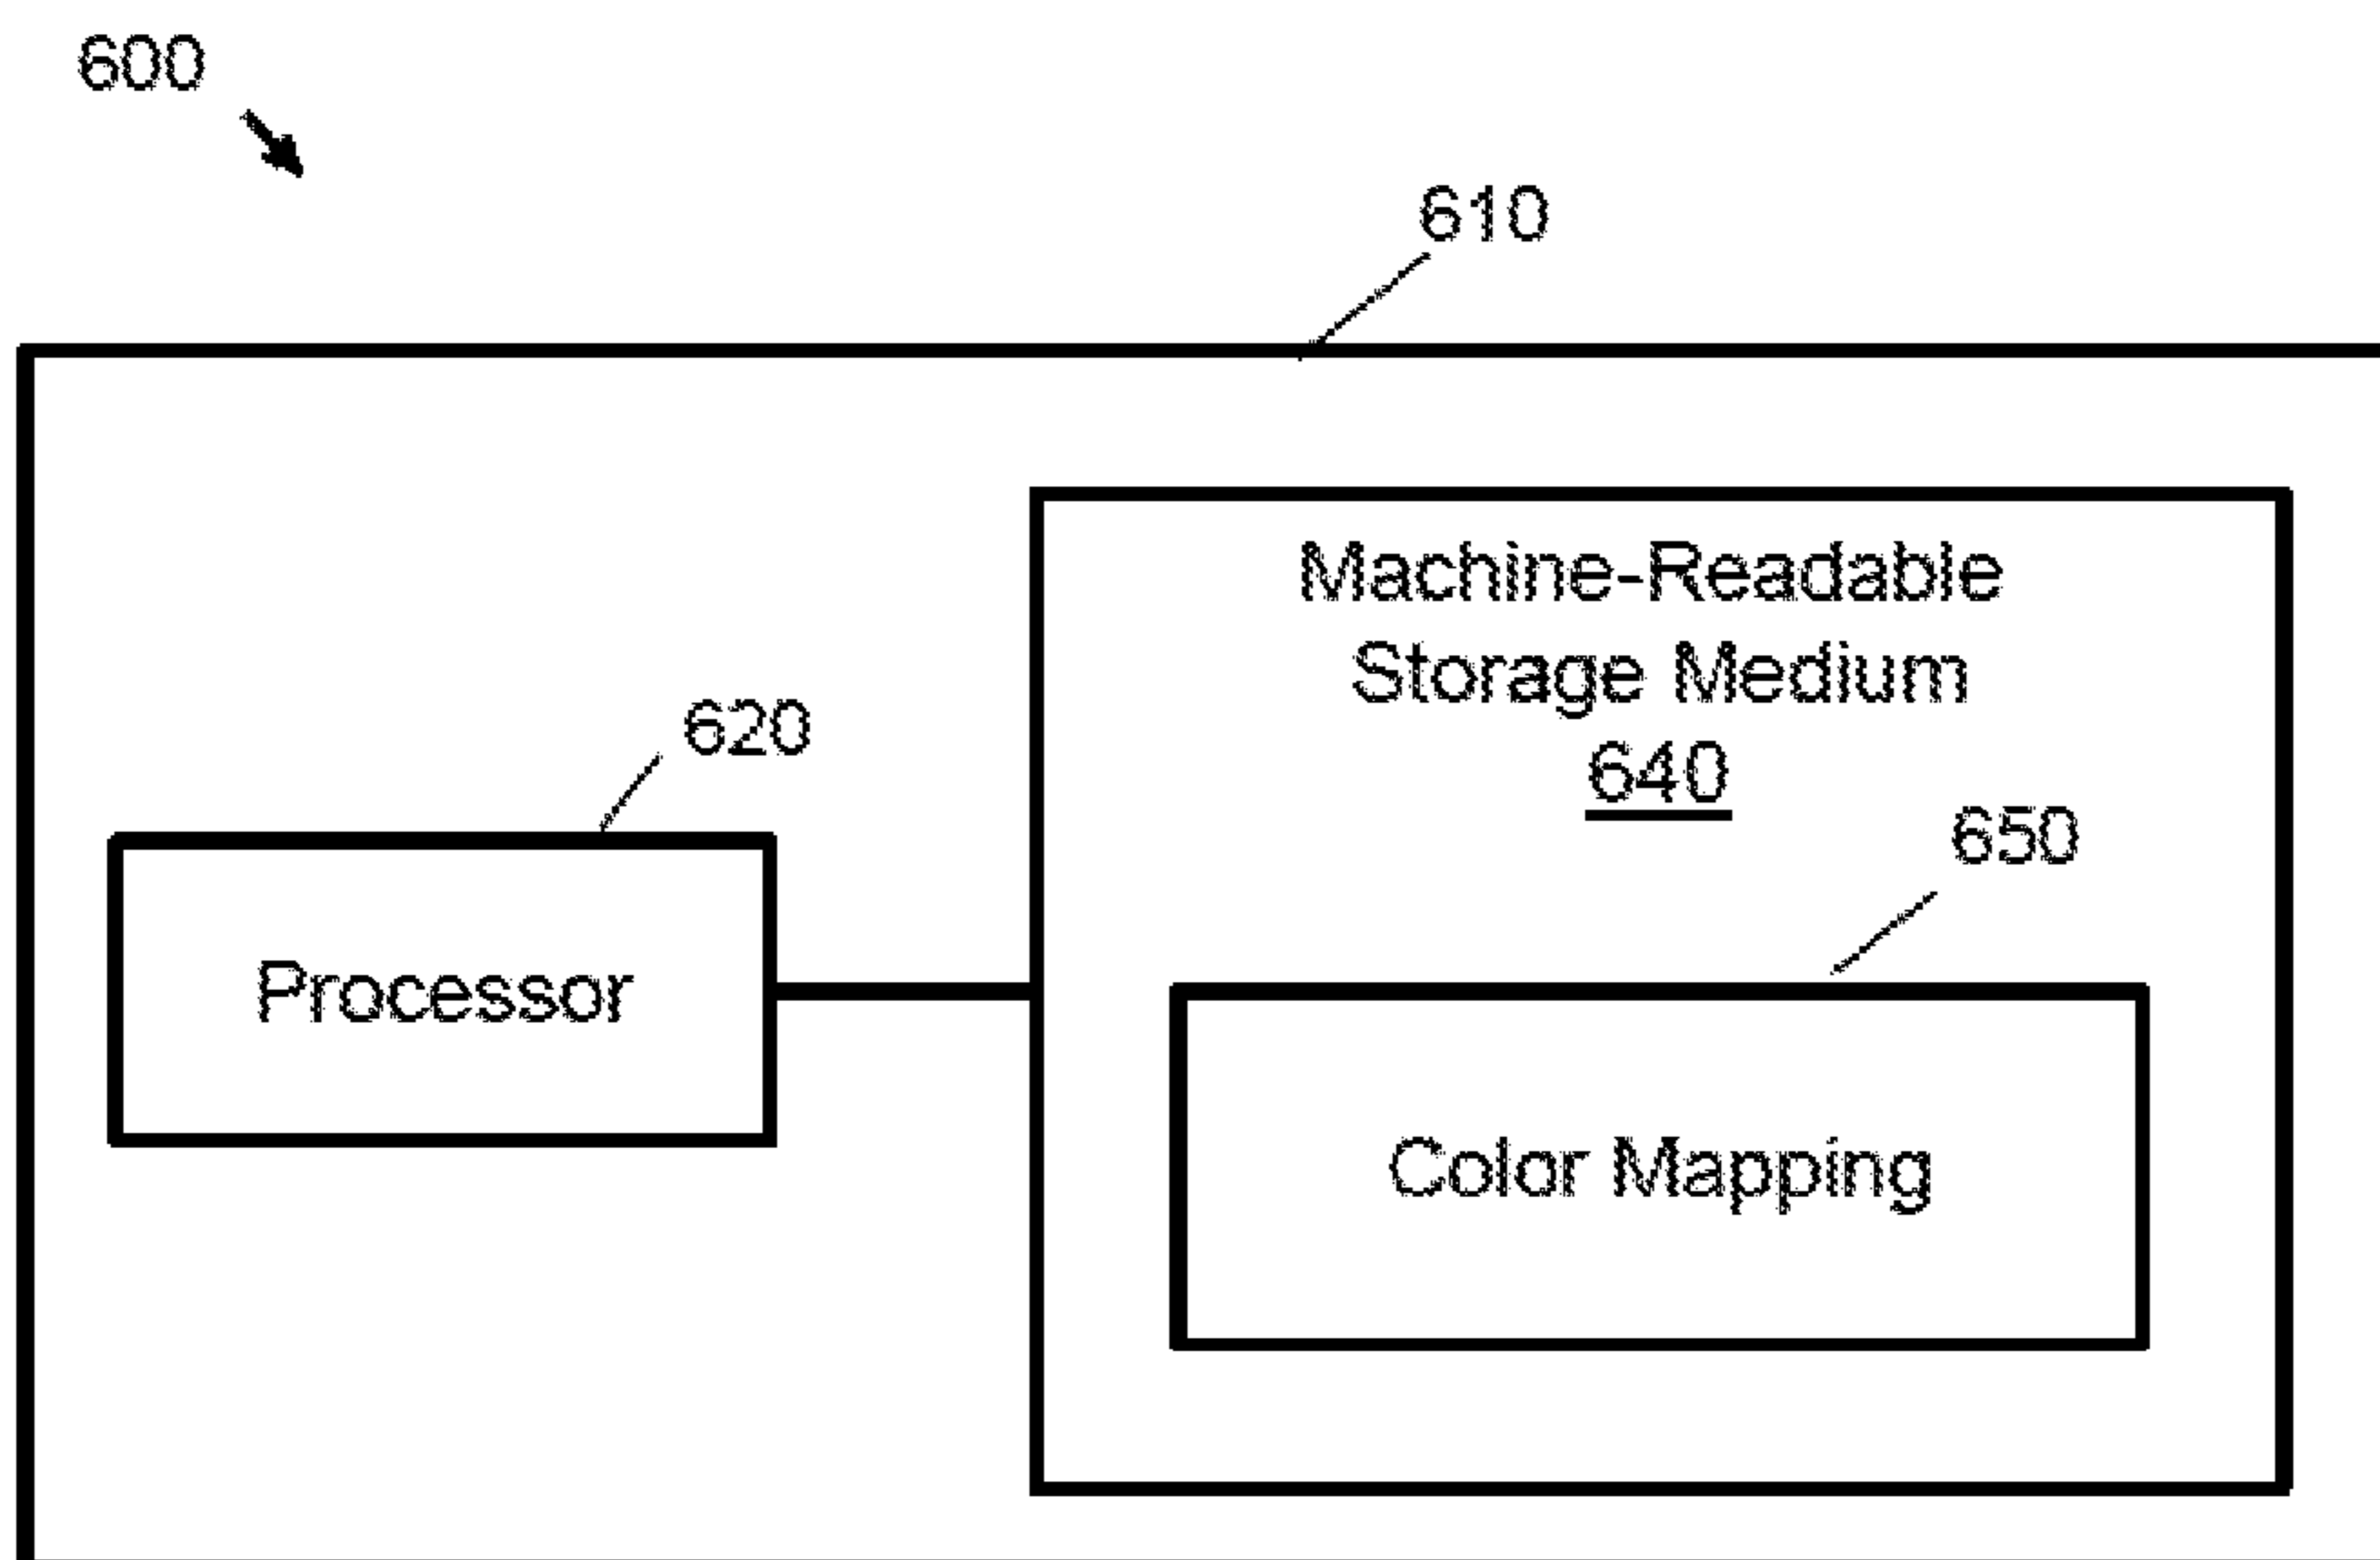 600
610
Machine-Readable
Storage Medium
640
620
650
Processor
Color Mapping